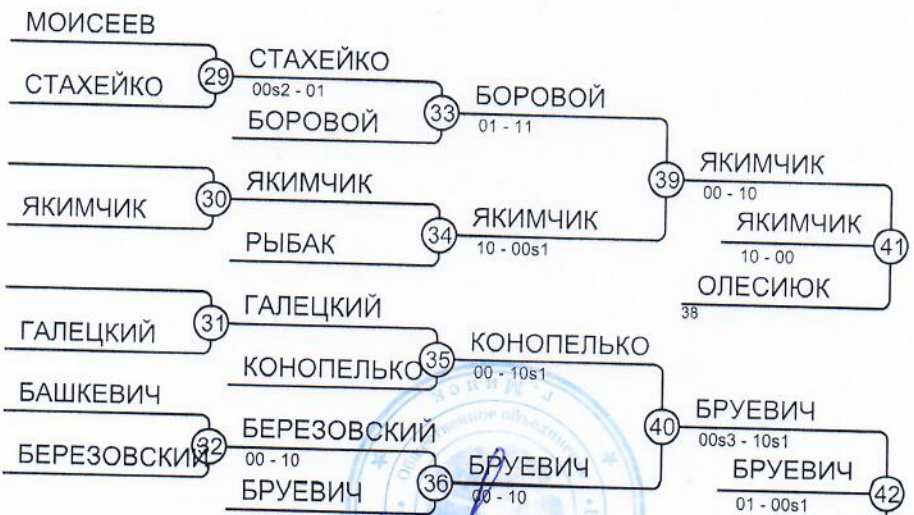 МОИСЕЕВ
СТАХЕЙКО
29
СТАХЕЙКО
00s2 - 01
БОРОВОЙ
33
БОРОВОЙ
01 - 11
ЯКИМЧИК
30
ЯКИМЧИК
РЫБАК
34
ЯКИМЧИК
10 - 00s1
39
ЯКИМЧИК
00 - 10
ЯКИМЧИК
10 - 00
41
ОЛЕСИЮК
38
ГАЛЕЦКИЙ
31
ГАЛЕЦКИЙ
КОНОПЕЛЬКО
35
КОНОПЕЛЬКО
00 - 10s1
БАШКЕВИЧ
БЕРЕЗОВСКИЙ
32
БЕРЕЗОВСКИЙ
00 - 10
БРУЕВИЧ
36
БРУЕВИЧ
00 - 10
40
БРУЕВИЧ
00s3 - 10s1
БРУЕВИЧ
01 - 00s1
42
г. Минск